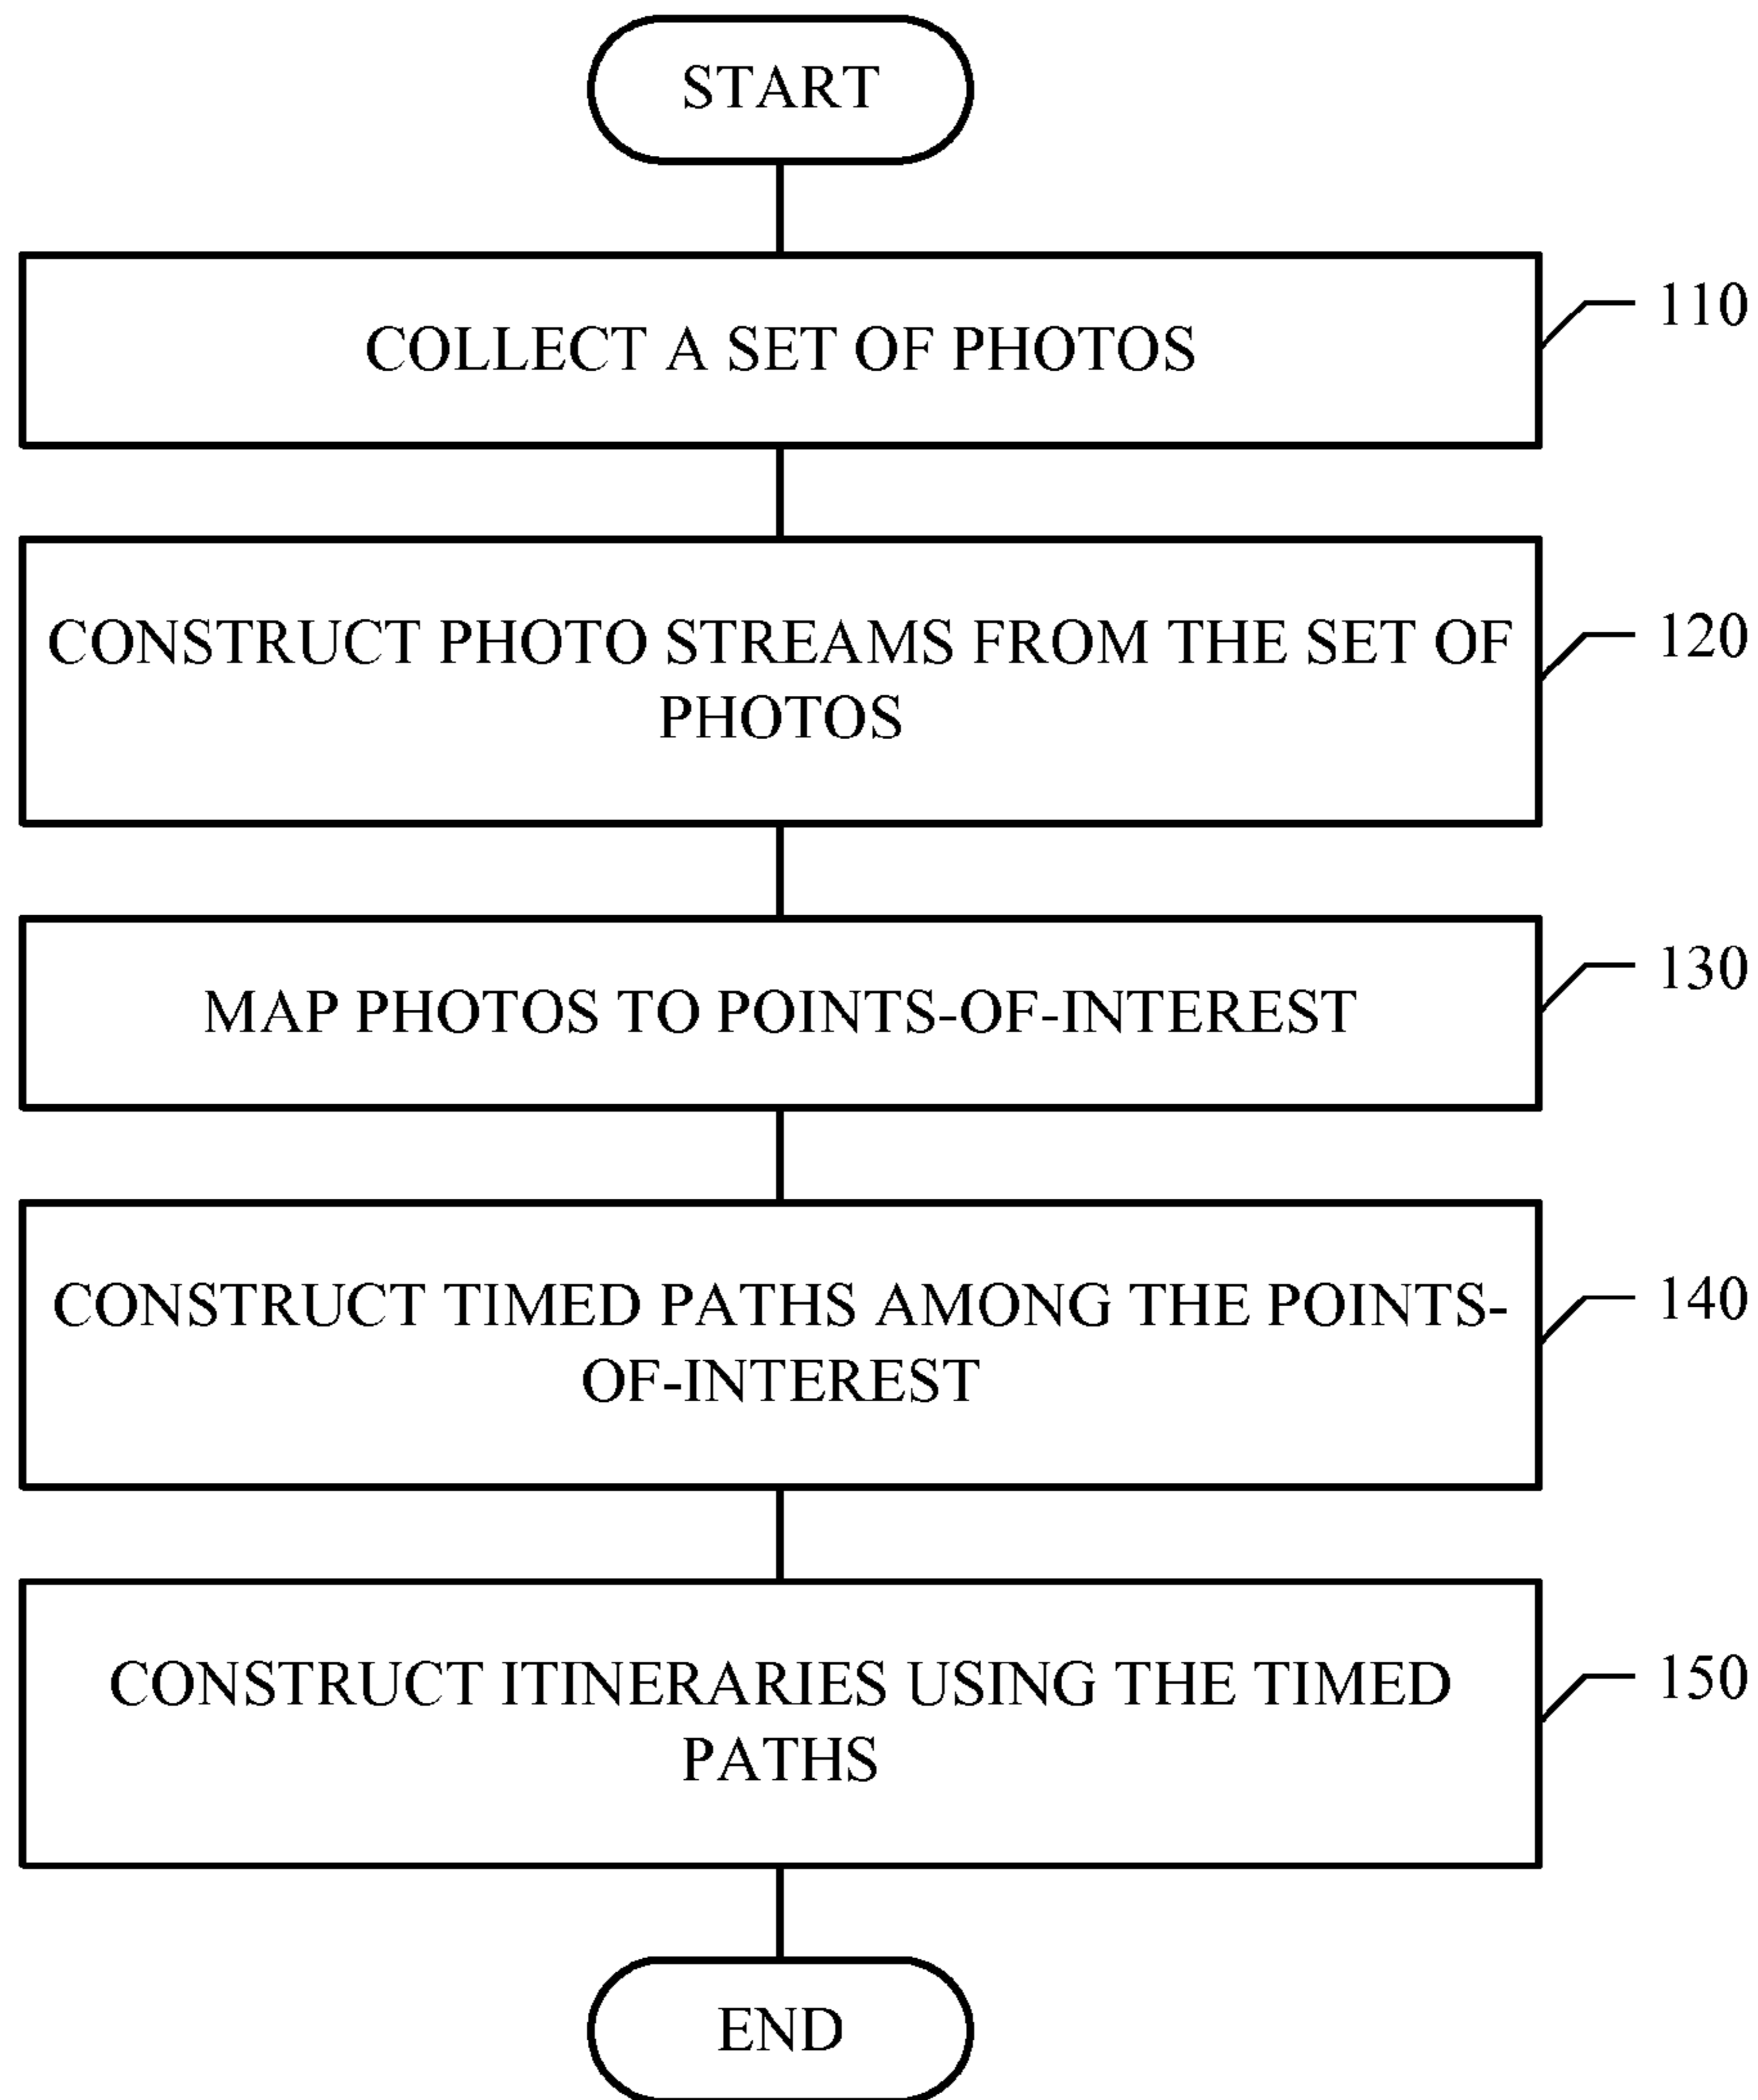 START
COLLECT A SET OF PHOTOS
110
CONSTRUCT PHOTO STREAMS FROM THE SET OF
PHOTOS
120
MAP PHOTOS TO POINTS-OF-INTEREST
130
CONSTRUCT TIMED PATHS AMONG THE POINTS-
OF-INTEREST
140
CONSTRUCT ITINERARIES USING THE TIMED
PATHS
150
END